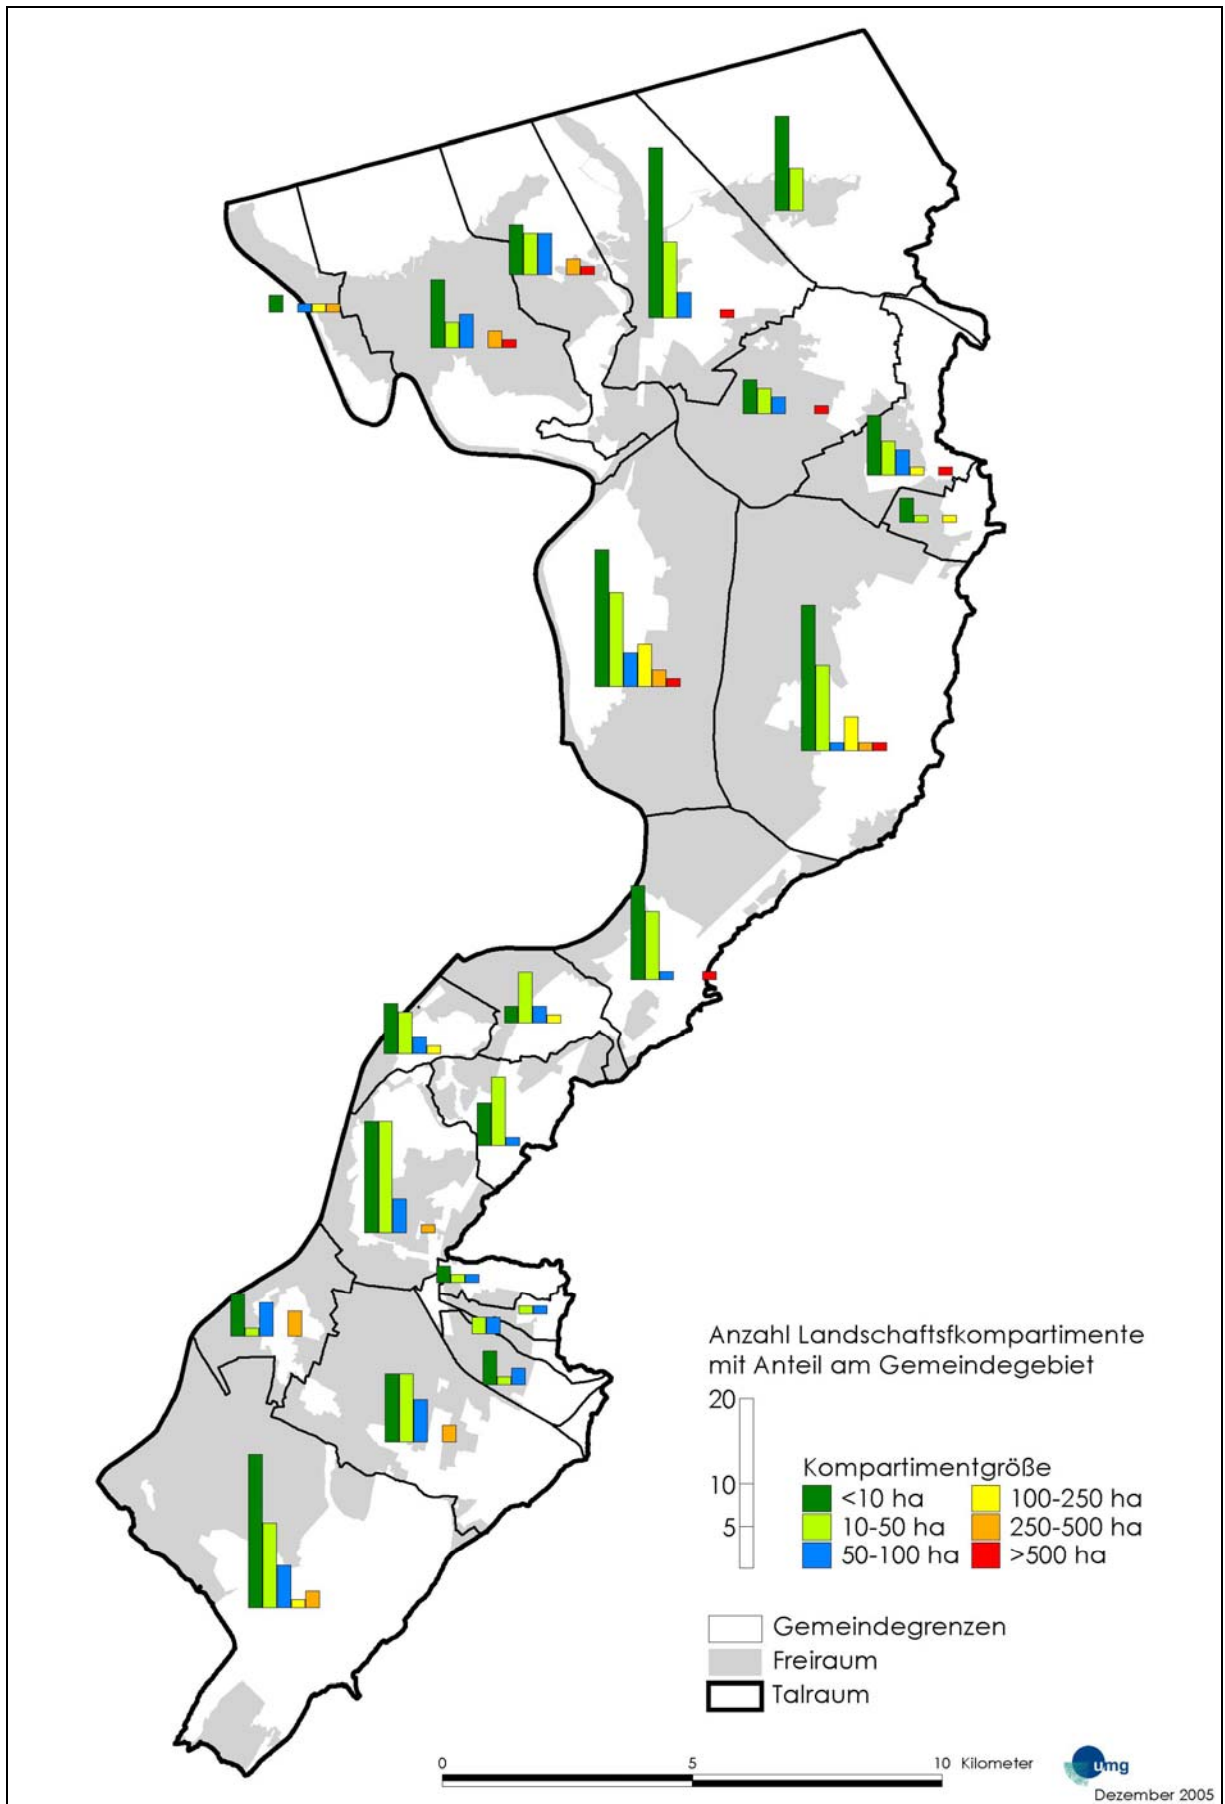 Anzahl Landschaftsfkompartimente
mit Anteil am Gemeindegebiet
20
10
5
Kompartimentgröße
<10 ha
100-250 ha
10-50 ha
250-500 ha
50-100 ha
>500 ha
Gemeindegrenzen
Freiraum
Talraum
0 5 10 Kilometer
umg
Dezember 2005